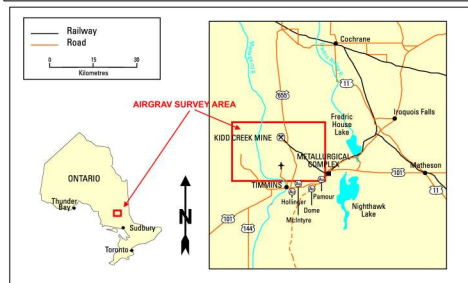 Railway
Road
0 15 30
Kilometres
AIRGRAV SURVEY AREA
ONTARIO
Thunder
Bay
Sudbury
Toronto
N
Cochrane
11
655
Fredric
House
Lake
Iroquois Falls
KIDD CREEK MINE
METALLURGICAL
COMPLEX
Matheson
101
TIMMINS
Hollinger
Pamour
Dome
McIntyre
Nighthawk
Lake
11
101
144